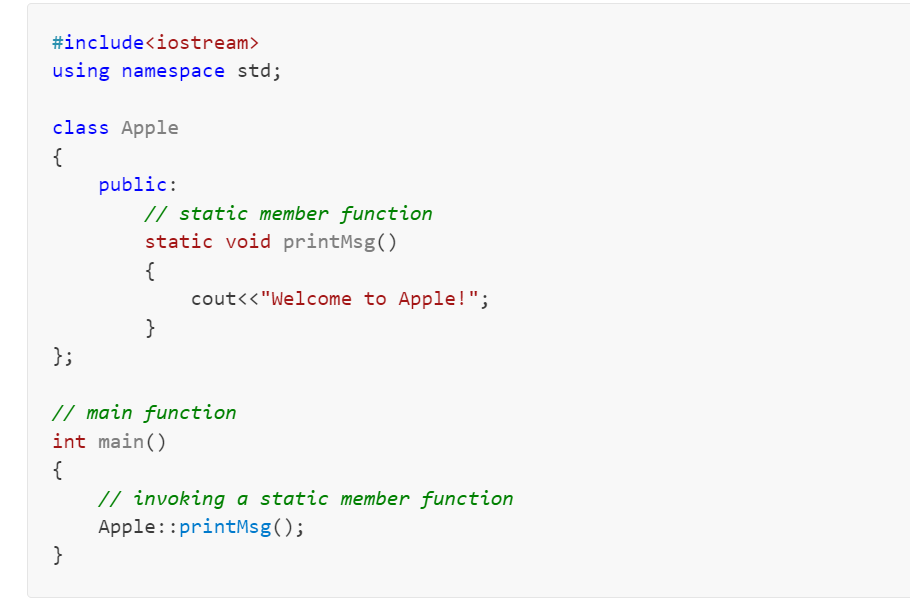 #include<iostream>
using namespace std;
class Apple
{
public:
// static member function
static void printMsg()
{
cout<<"Welcome to Apple!";
}
};
// main function
int main()
{
// invoking a static member function
Apple::printMsg();
}